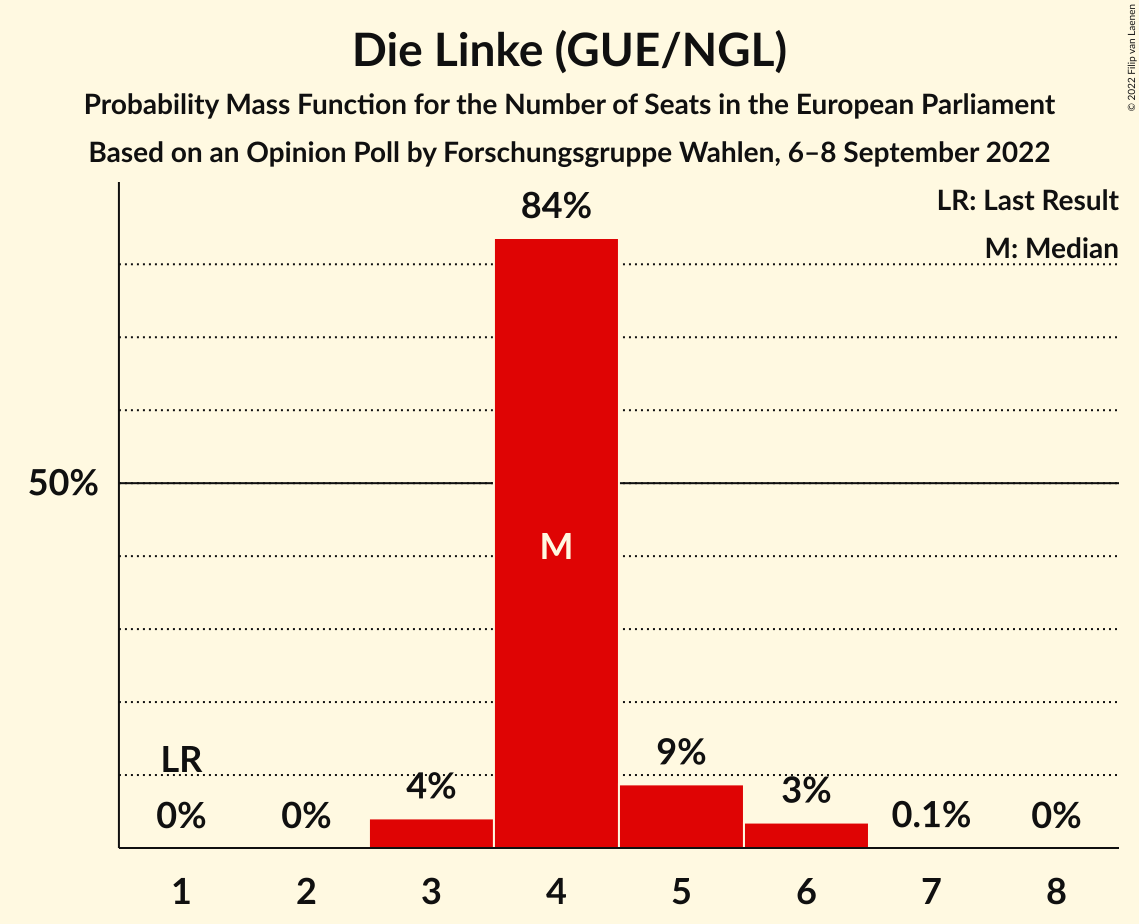 Die Linke (GUE/NGL)
Probability Mass Function for the Number of Seats in the European Parliament
Based on an Opinion Poll by Forschungsgruppe Wahlen, 6–8 September 2022
© 2022 Filip van Laenen
LR: Last Result
M: Median
84%
50%
M
LR
0%
0%
4%
9%
3%
0.1%
0%
1
2
3
4
5
6
7
8